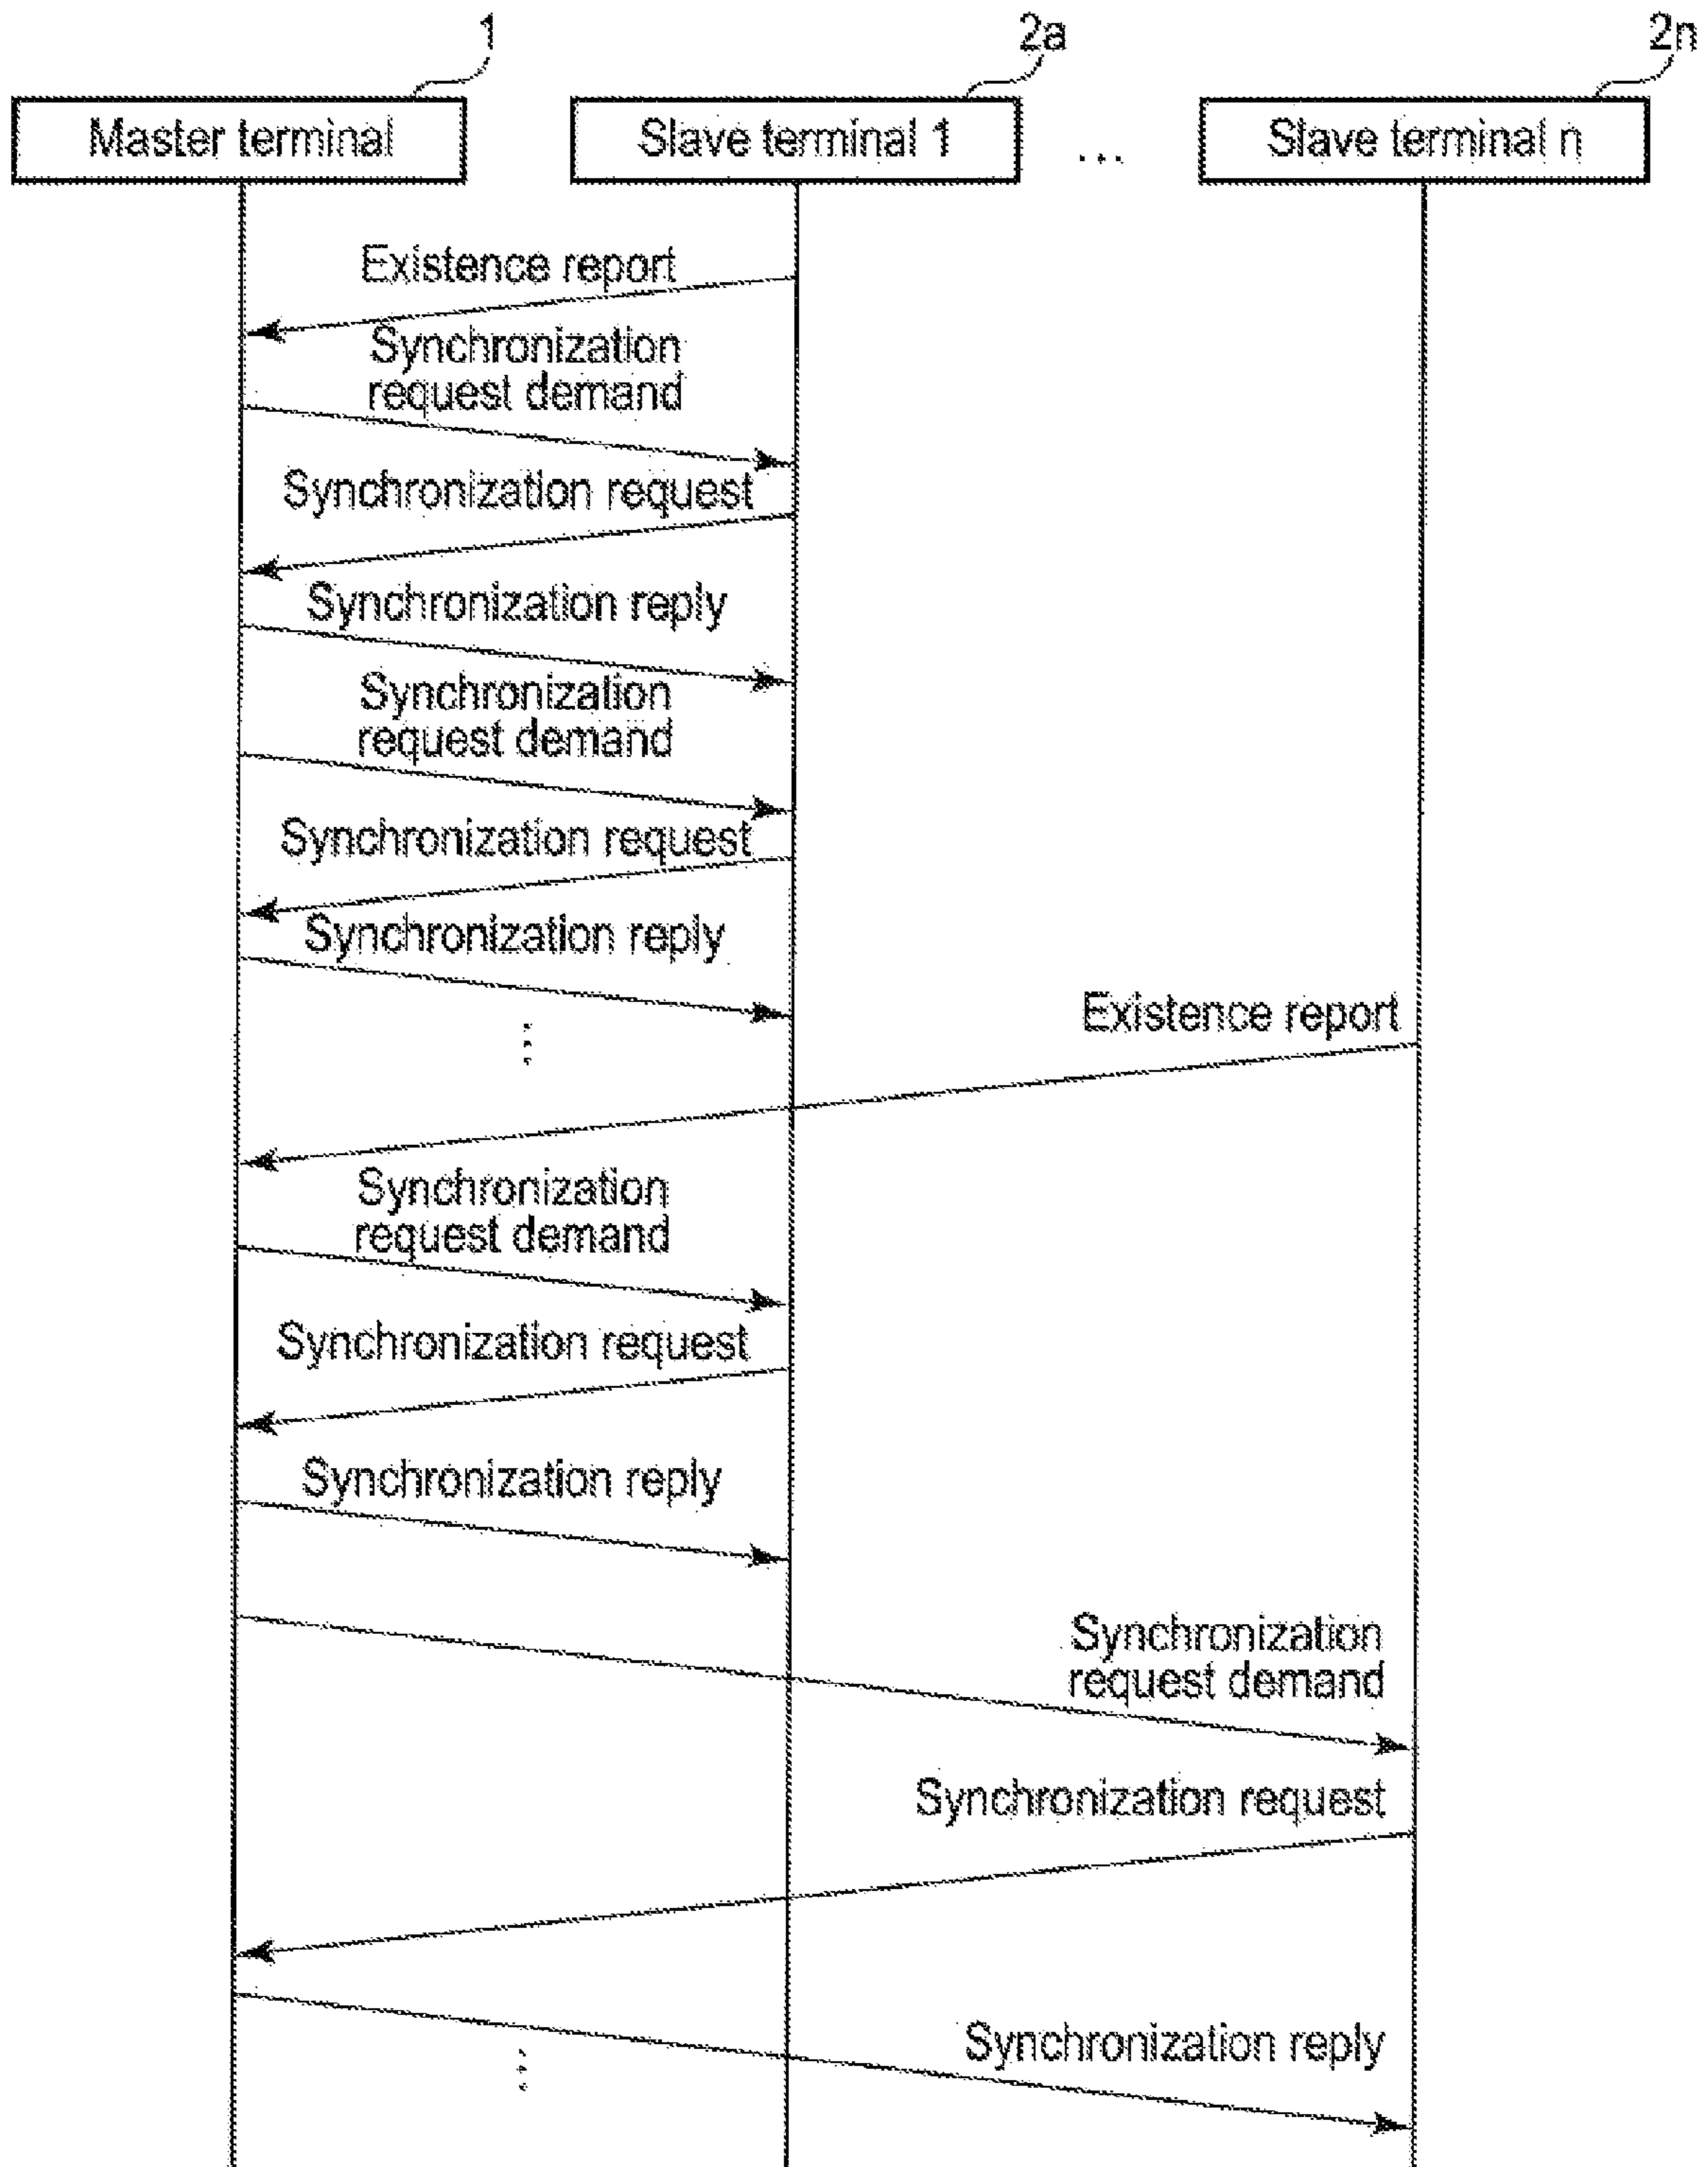 1
2a
2n
Master terminal
Slave terminal 1
...
Slave terminal n
Existence report
Synchronization
request demand
Synchronization request
Synchronization reply
Synchronization
request demand
Synchronization request
Synchronization reply
Existence report
...
Synchronization
request demand
Synchronization request
Synchronization reply
Synchronization
request demand
Synchronization request
Synchronization reply
...